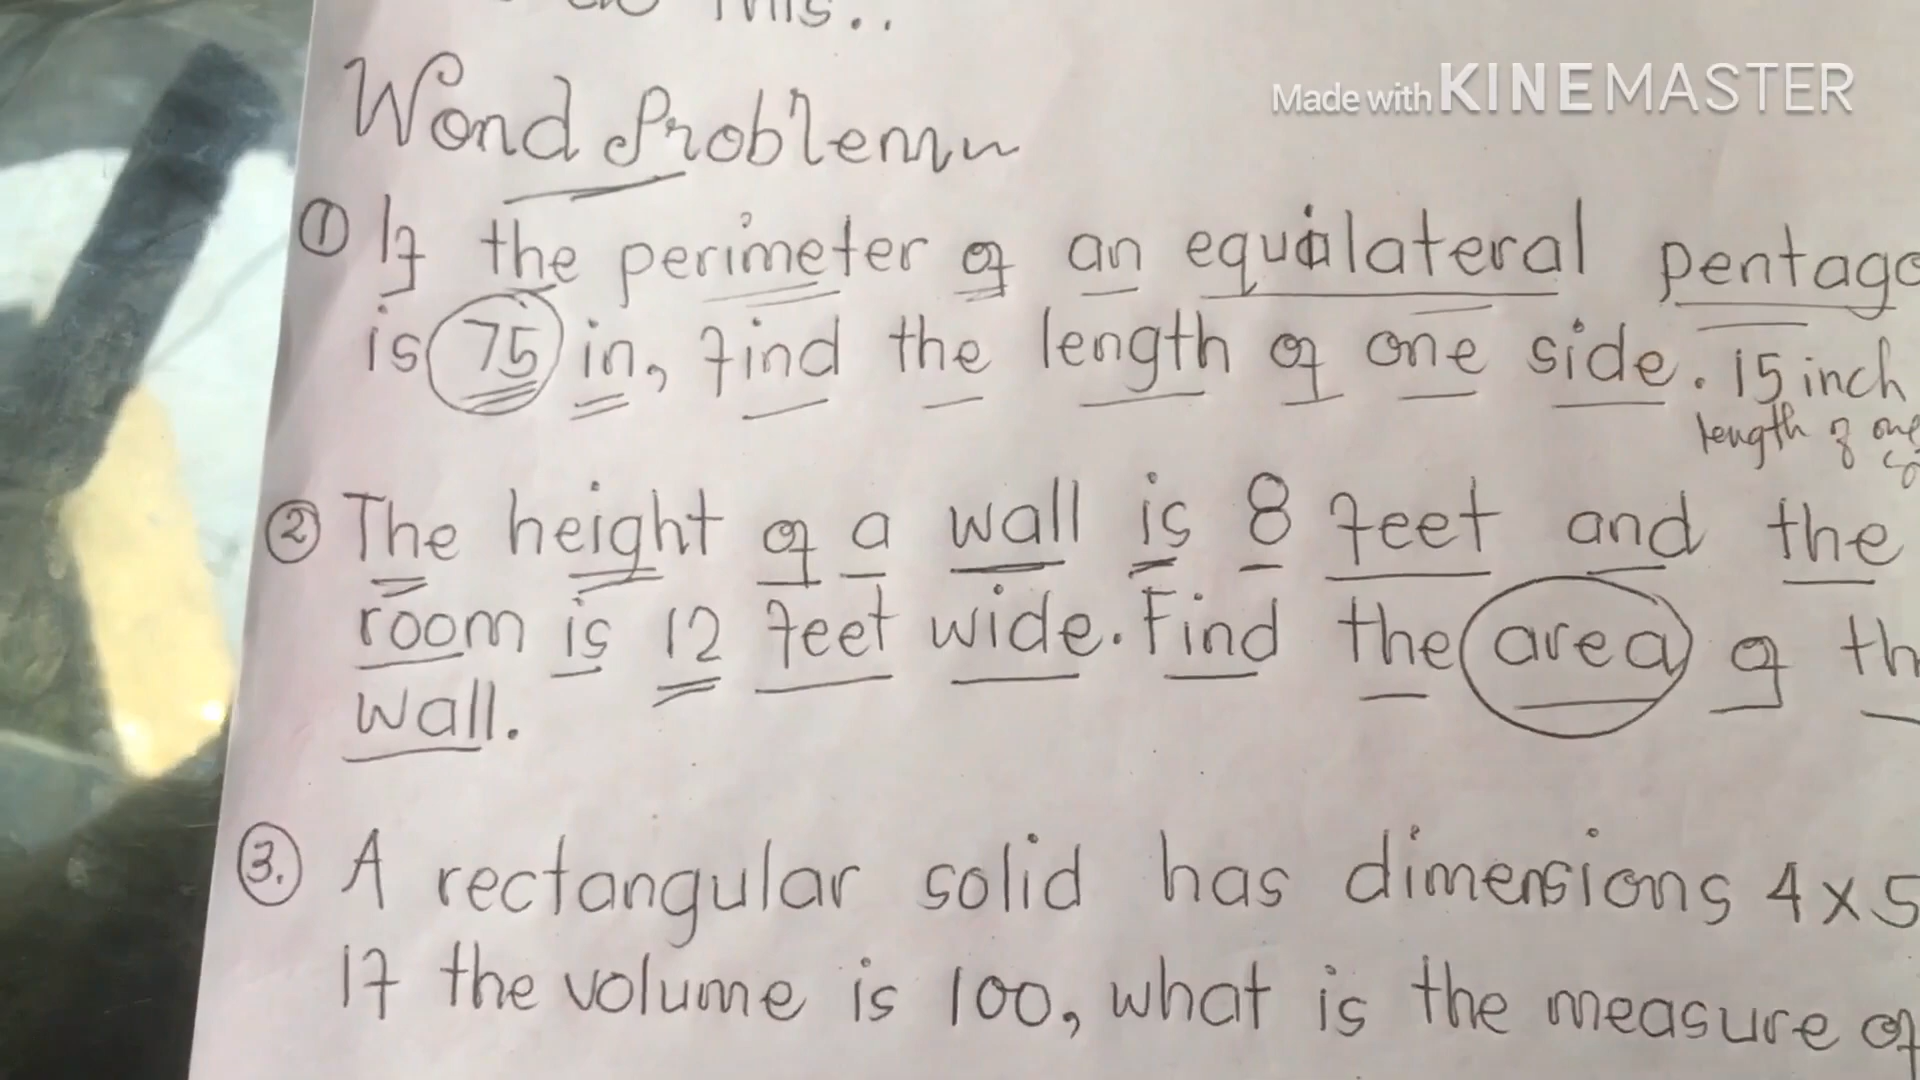 This..
Made with KINEMASTER
Word Problem
① If the perimeter of an equilateral pentago
is 75 in, find the length of one side. 15 inch
length of one
② The height of a wall is 8 feet and the
room is 12 feet wide. Find the area of th
wall.
③. A rectangular solid has dimensions 4 x 5
If the volume is 100, what is the measure of